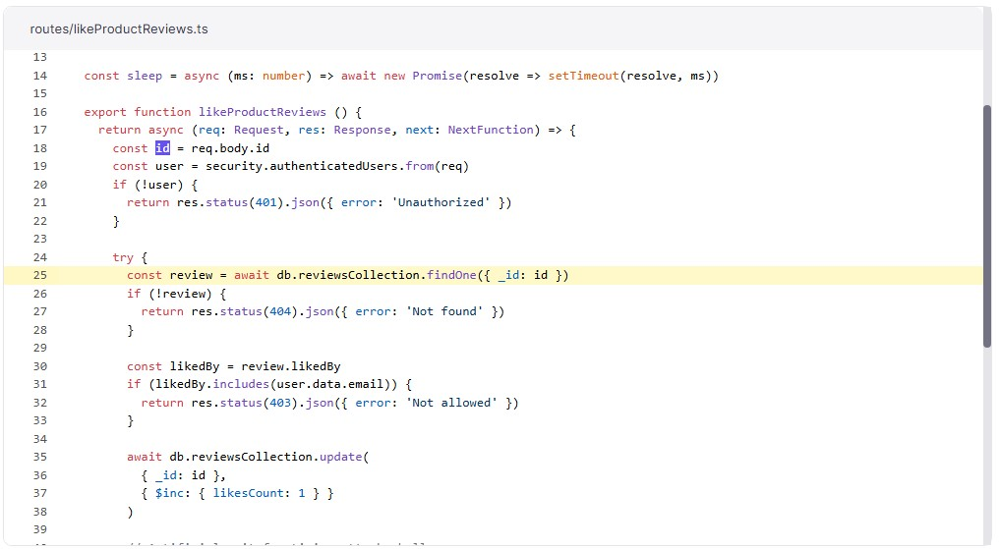 routes/likeProductReviews.ts
13
14 const sleep = async (ms: number) => await new Promise(resolve => setTimeout(resolve, ms))
15
16 export function likeProductReviews () {
17 return async (req: Request, res: Response, next: NextFunction) => {
18 const id = req.body.id
19 const user = security.authenticatedUsers.from(req)
20 if (!user) {
21 return res.status(401).json({ error: 'Unauthorized' })
22 }
23
24 try {
25 const review = await db.reviewsCollection.findOne({ _id: id })
26 if (!review) {
27 return res.status(404).json({ error: 'Not found' })
28 }
29
30 const likedBy = review.likedBy
31 if (likedBy.includes(user.data.email)) {
32 return res.status(403).json({ error: 'Not allowed' })
33 }
34
35 await db.reviewsCollection.update(
36 { _id: id },
37 { $inc: { likesCount: 1 } }
38 )
39